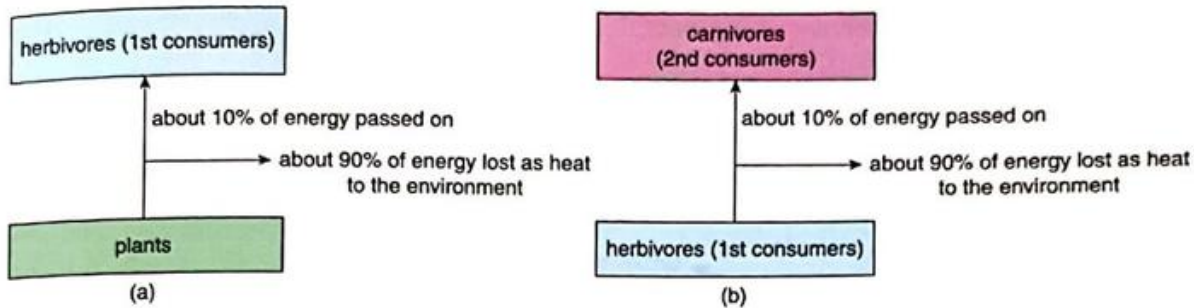 herbivores (1st consumers)
about 10% of energy passed on
about 90% of energy lost as heat
to the environment
plants
(a)
carnivores
(2nd consumers)
about 10% of energy passed on
about 90% of energy lost as heat
to the environment
herbivores (1st consumers)
(b)